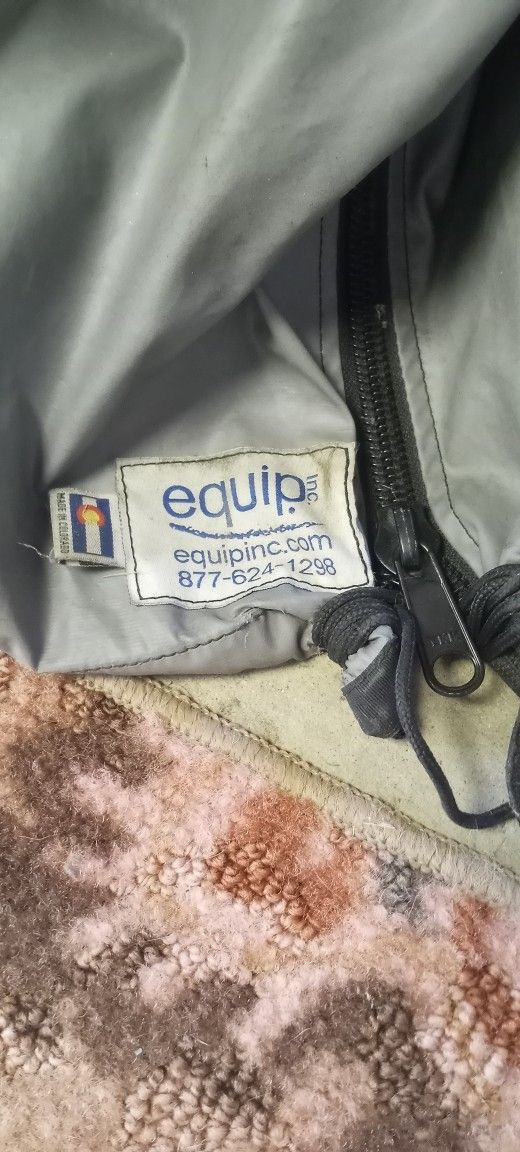 equip inc.
equipinc.com
877-624-1298
MADE IN COLORADO